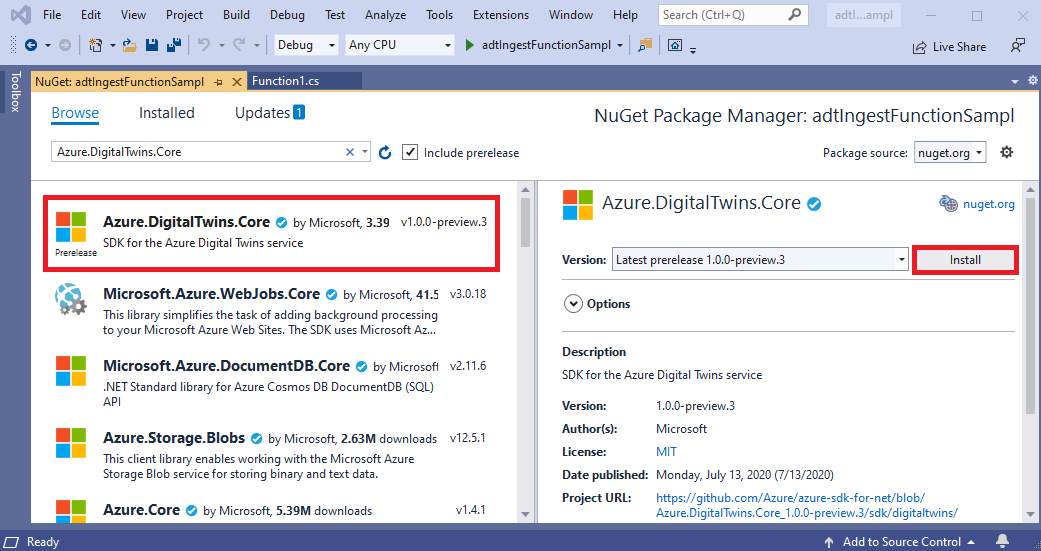 File Edit View Project Build Debug Test Analyze Tools Extensions Window Help Search (Ctrl+Q) adtI...ampl
Debug Any CPU adtIngestFunctionSampl Live Share
Toolbox
NuGet: adtIngestFunctionSampl Function1.cs
Browse Installed Updates 1 NuGet Package Manager: adtIngestFunctionSampl
Azure.DigitalTwins.Core Include prerelease Package source: nuget.org
Azure.DigitalTwins.Core by Microsoft, 3.39 v1.0.0-preview.3
SDK for the Azure Digital Twins service
Prerelease
Microsoft.Azure.WebJobs.Core by Microsoft, 41.5 v3.0.18
This library simplifies the task of adding background processing
to your Microsoft Azure Web Sites. The SDK uses Microsoft Az...
Microsoft.Azure.DocumentDB.Core by Microsoft v2.11.6
.NET Standard library for Azure Cosmos DB DocumentDB (SQL)
API
Azure.Storage.Blobs by Microsoft, 2.63M downloads v12.5.1
This client library enables working with the Microsoft Azure
Storage Blob service for storing binary and text data.
Azure.Core by Microsoft, 5.39M downloads v1.4.1
Azure.DigitalTwins.Core nuget.org
Version: Latest prerelease 1.0.0-preview.3 Install
Options
Description
SDK for the Azure Digital Twins service
Version: 1.0.0-preview.3
Author(s): Microsoft
License: MIT
Date published: Monday, July 13, 2020 (7/13/2020)
Project URL: https://github.com/Azure/azure-sdk-for-net/blob/
Azure.DigitalTwins.Core_1.0.0-preview.3/sdk/digitaltwins/
Ready Add to Source Control